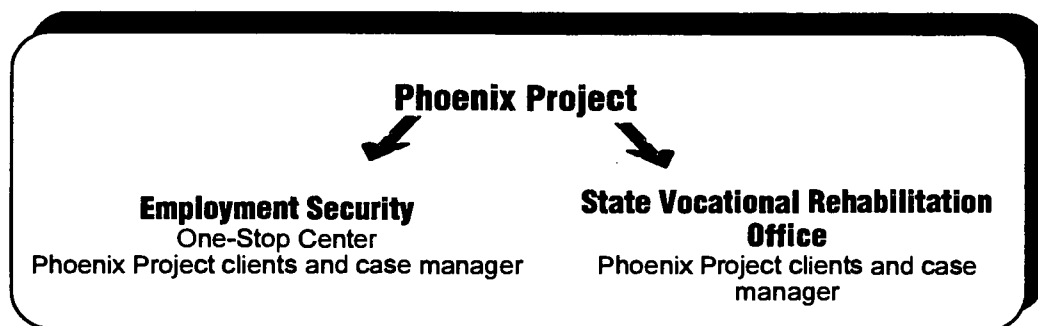 Phoenix Project
Employment Security
One-Stop Center
Phoenix Project clients and case manager
State Vocational Rehabilitation
Office
Phoenix Project clients and case
manager